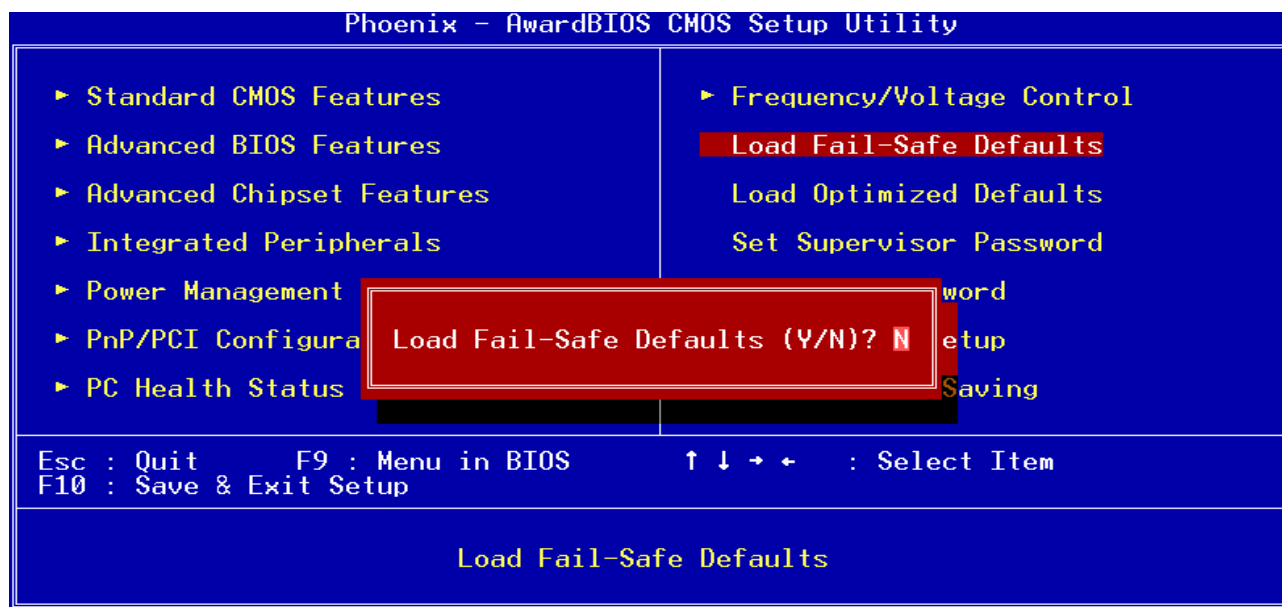 Phoenix - AwardBIOS CMOS Setup Utility
► Standard CMOS Features
► Advanced BIOS Features
► Advanced Chipset Features
► Integrated Peripherals
► Power Management
► PnP/PCI Configura
► PC Health Status
► Frequency/Voltage Control
Load Fail-Safe Defaults
Load Optimized Defaults
Set Supervisor Password
word
etup
Saving
Load Fail-Safe Defaults (Y/N)? N
Esc : Quit F9 : Menu in BIOS ↑ ↓ → ← : Select Item
F10 : Save & Exit Setup
Load Fail-Safe Defaults